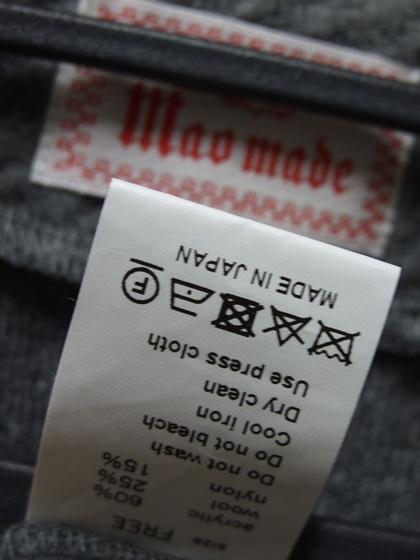 Mao made
size FREE
acrylic 60%
wool 25%
nylon 15%
Do not wash
Do not bleach
Cool iron
Dry clean
Use press cloth
F
MADE IN JAPAN